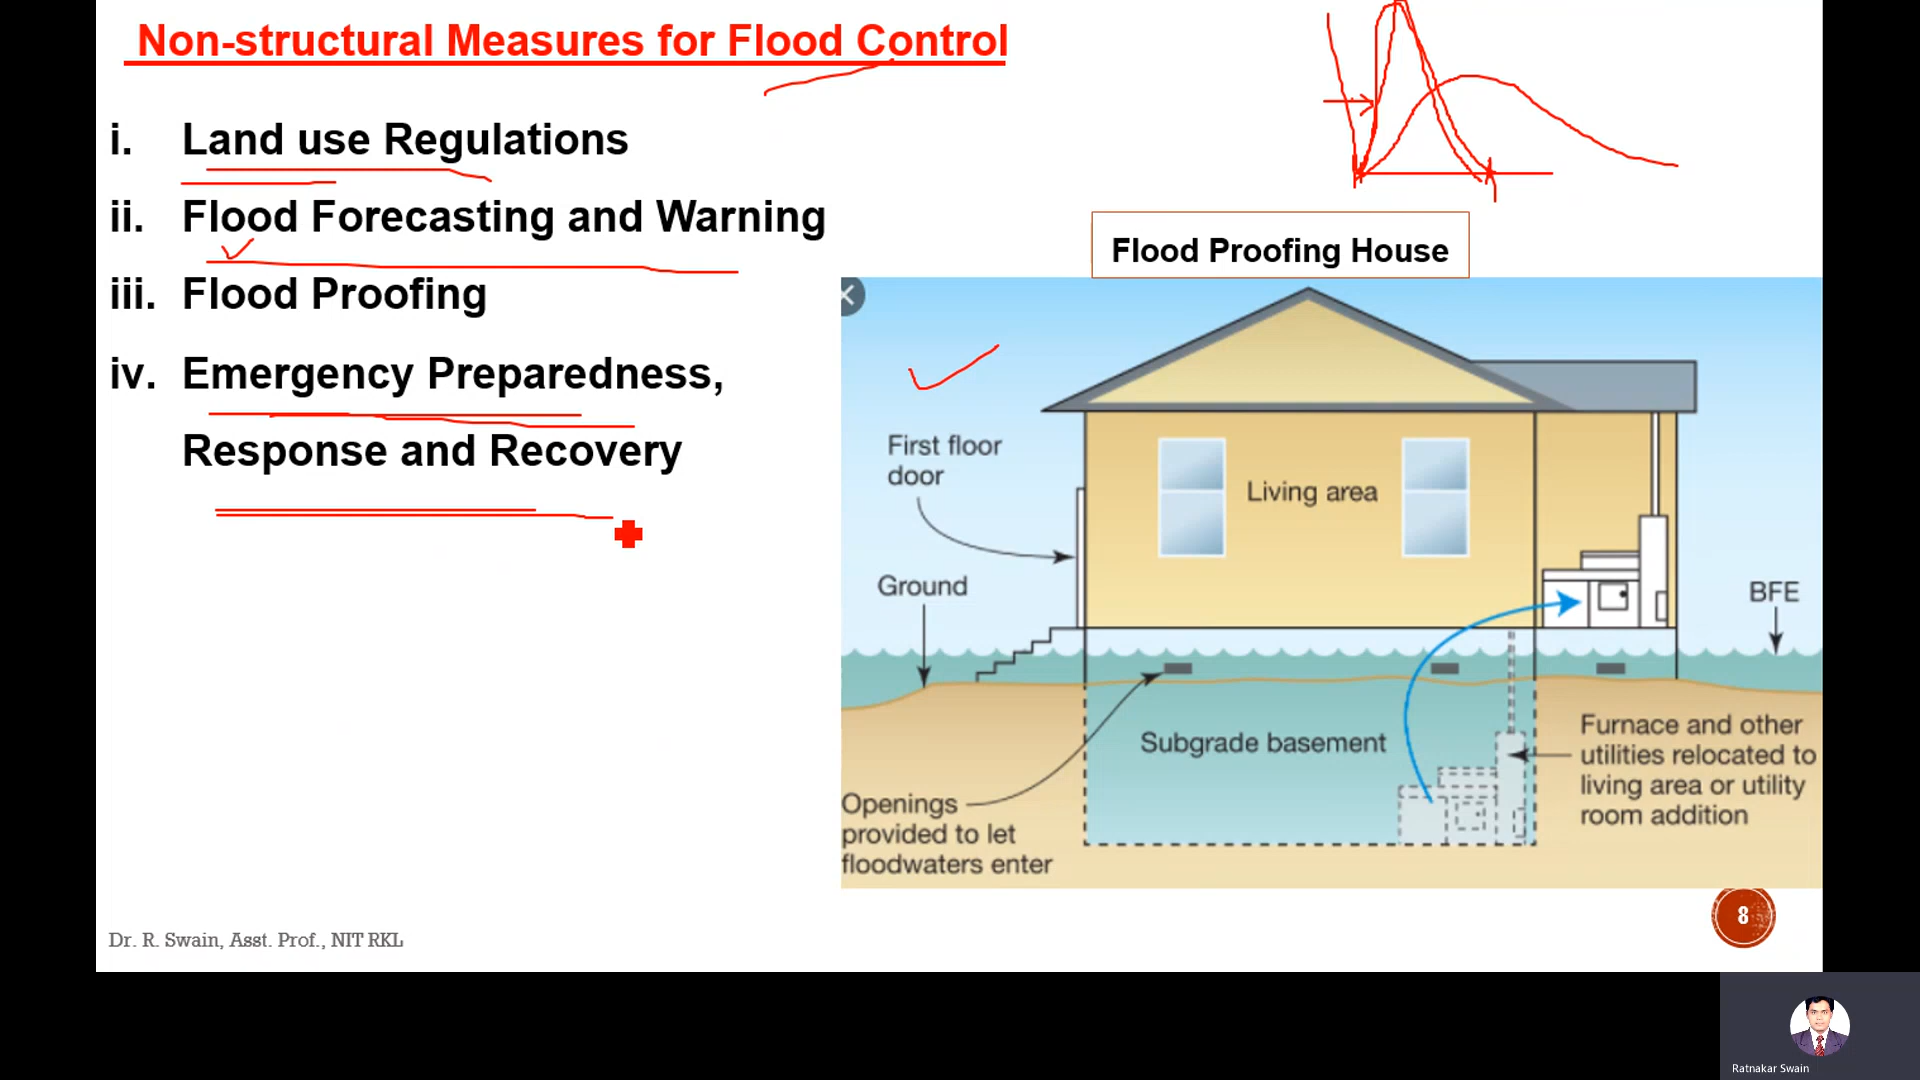 Non-structural Measures for Flood Control
i. Land use Regulations
ii. Flood Forecasting and Warning
iii. Flood Proofing
iv. Emergency Preparedness,
Response and Recovery
Flood Proofing House
First floor
door
Living area
Ground
BFE
Subgrade basement
Openings
provided to let
floodwaters enter
Furnace and other
utilities relocated to
living area or utility
room addition
8
Dr. R. Swain, Asst. Prof., NIT RKL
Ratnakar Swain